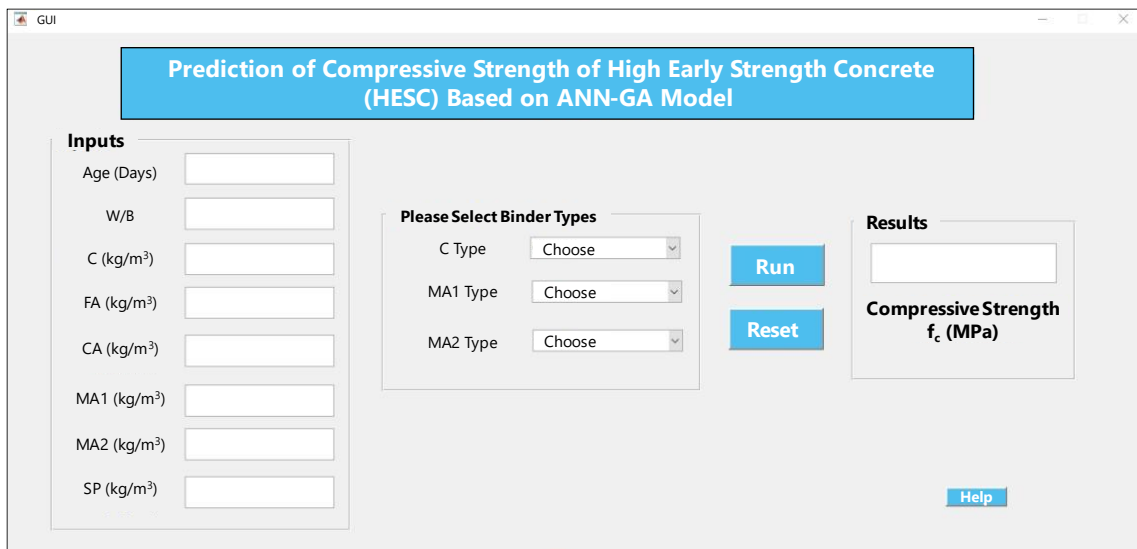 GUI
Prediction of Compressive Strength of High Early Strength Concrete
(HESC) Based on ANN-GA Model
Inputs
Age (Days)
W/B
C (kg/m³)
FA (kg/m³)
CA (kg/m³)
MA1 (kg/m³)
MA2 (kg/m³)
SP (kg/m³)
Please Select Binder Types
C Type Choose
MA1 Type Choose
MA2 Type Choose
Run
Reset
Results
Compressive Strength
f_c (MPa)
Help